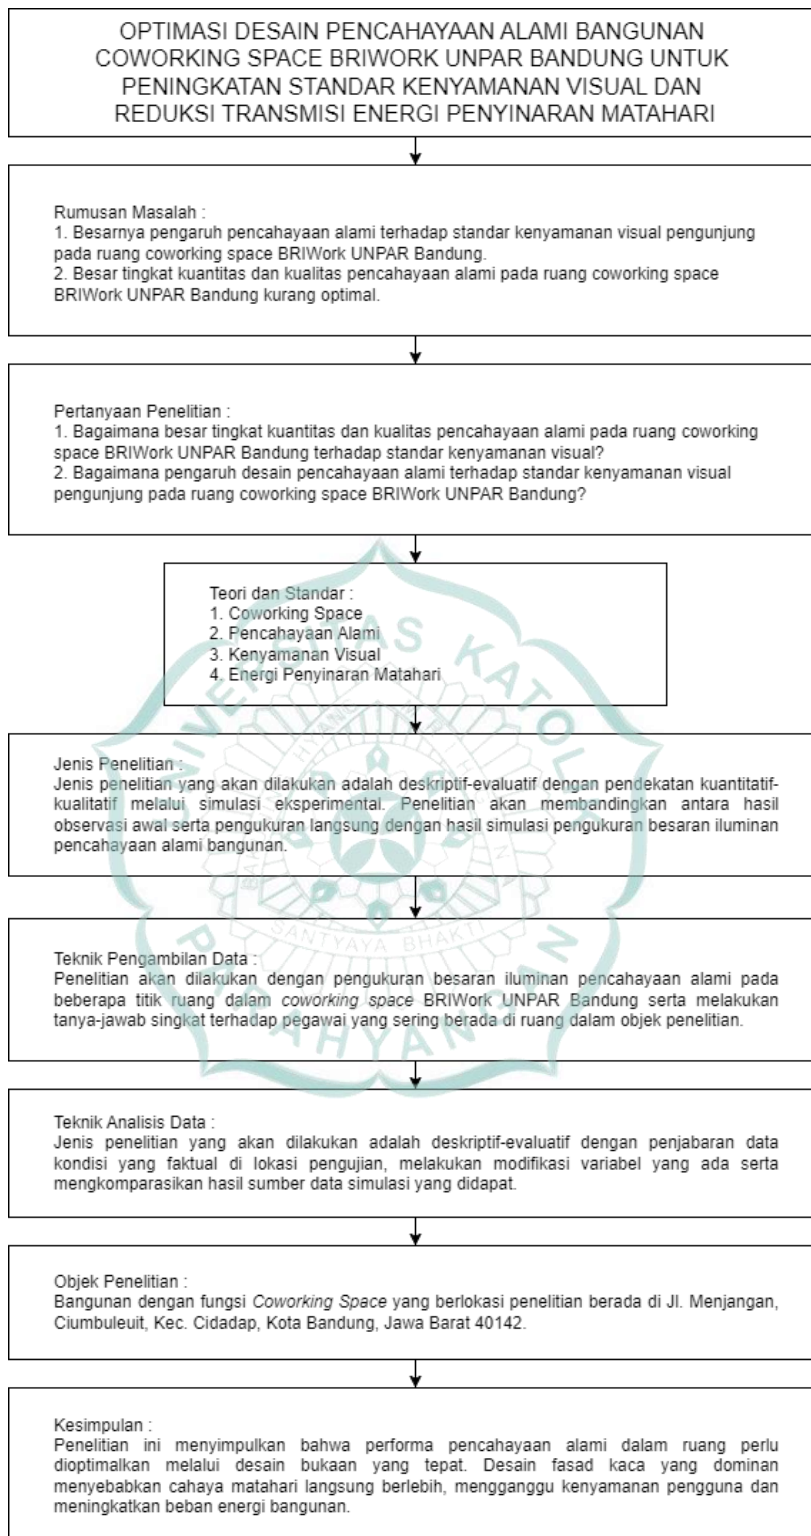 OPTIMASI DESAIN PENCAHAYAAN ALAMI BANGUNAN
COWORKING SPACE BRIWORK UNPAR BANDUNG UNTUK
PENINGKATAN STANDAR KENYAMANAN VISUAL DAN
REDUKSI TRANSMISI ENERGI PENYINARAN MATAHARI
Rumusan Masalah :
1. Besarnya pengaruh pencahayaan alami terhadap standar kenyamanan visual pengunjung
pada ruang coworking space BRIWork UNPAR Bandung.
2. Besar tingkat kuantitas dan kualitas pencahayaan alami pada ruang coworking space
BRIWork UNPAR Bandung kurang optimal.
Pertanyaan Penelitian :
1. Bagaimana besar tingkat kuantitas dan kualitas pencahayaan alami pada ruang coworking
space BRIWork UNPAR Bandung terhadap standar kenyamanan visual?
2. Bagaimana pengaruh desain pencahayaan alami terhadap standar kenyamanan visual
pengunjung pada ruang coworking space BRIWork UNPAR Bandung?
Teori dan Standar :
1. Coworking Space
2. Pencahayaan Alami
3. Kenyamanan Visual
4. Energi Penyinaran Matahari
Jenis Penelitian :
Jenis penelitian yang akan dilakukan adalah deskriptif-evaluatif dengan pendekatan kuantitatif-
kualitatif melalui simulasi eksperimental. Penelitian akan membandingkan antara hasil
observasi awal serta pengukuran langsung dengan hasil simulasi pengukuran besaran iluminan
pencahayaan alami bangunan.
Teknik Pengambilan Data :
Penelitian akan dilakukan dengan pengukuran besaran iluminan pencahayaan alami pada
beberapa titik ruang dalam coworking space BRIWork UNPAR Bandung serta melakukan
tanya-jawab singkat terhadap pegawai yang sering berada di ruang dalam objek penelitian.
Teknik Analisis Data :
Jenis penelitian yang akan dilakukan adalah deskriptif-evaluatif dengan penjabaran data
kondisi yang faktual di lokasi pengujian, melakukan modifikasi variabel yang ada serta
mengkomparasikan hasil sumber data simulasi yang didapat.
Objek Penelitian :
Bangunan dengan fungsi Coworking Space yang berlokasi penelitian berada di Jl. Menjangan,
Ciumbuleuit, Kec. Cidadap, Kota Bandung, Jawa Barat 40142.
Kesimpulan :
Penelitian ini menyimpulkan bahwa performa pencahayaan alami dalam ruang perlu
dioptimalkan melalui desain bukaan yang tepat. Desain fasad kaca yang dominan
menyebabkan cahaya matahari langsung berlebih, mengganggu kenyamanan pengguna dan
meningkatkan beban energi bangunan.
UNIVERSITAS KATOLIK
PARAHYANGAN
SANTYAYA BHAKTI